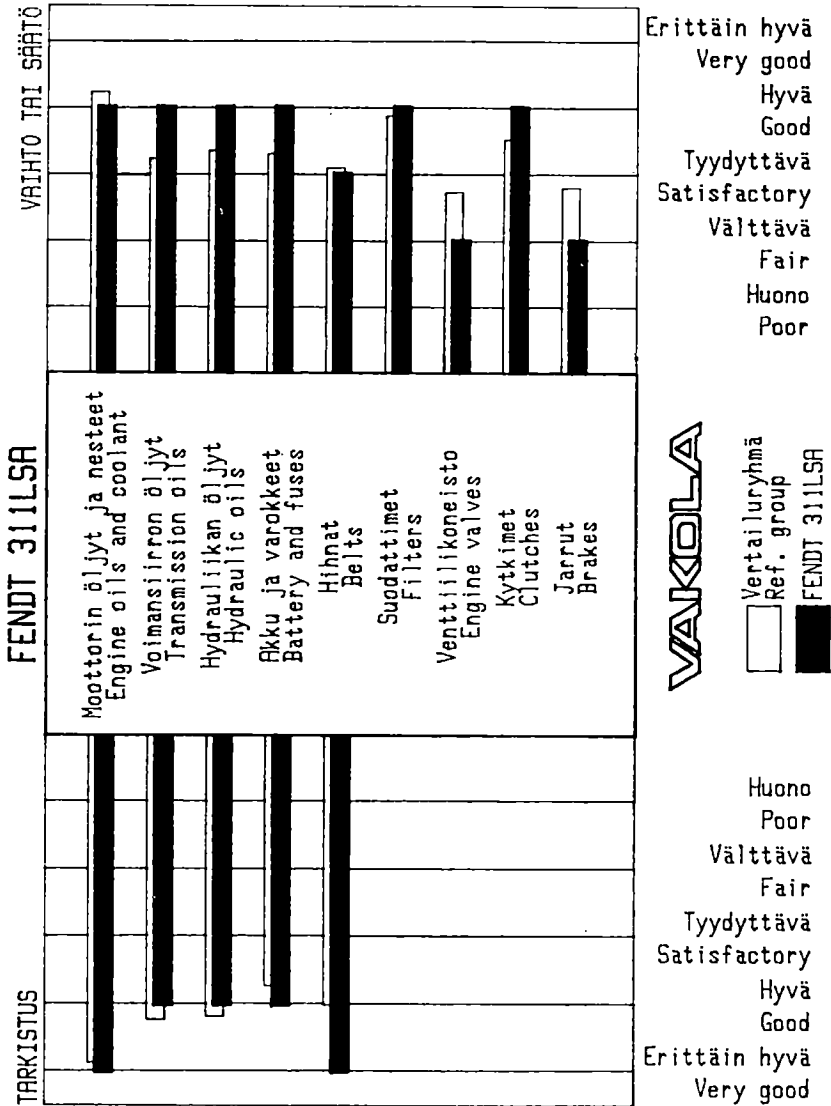 FENDT 311LSA
VAIHTO TAI SÄÄTÖ
Erittäin hyvä
Very good
Hyvä
Good
Tyydyttävä
Satisfactory
Välttävä
Fair
Huono
Poor
Moottorin öljyt ja nesteet
Engine oils and coolant
Voimansiirron öljyt
Transmission oils
Hydrauliikan öljyt
Hydraulic oils
Akku ja varokkeet
Battery and fuses
Hihnat
Belts
Suodattimet
Filters
Venttiilikoneisto
Engine valves
Kytkimet
Clutches
Jarrut
Brakes
VAKOLA
Vertailuryhmä
Ref. group
FENDT 311LSA
TARKISTUS
Huono
Poor
Välttävä
Fair
Tyydyttävä
Satisfactory
Hyvä
Good
Erittäin hyvä
Very good